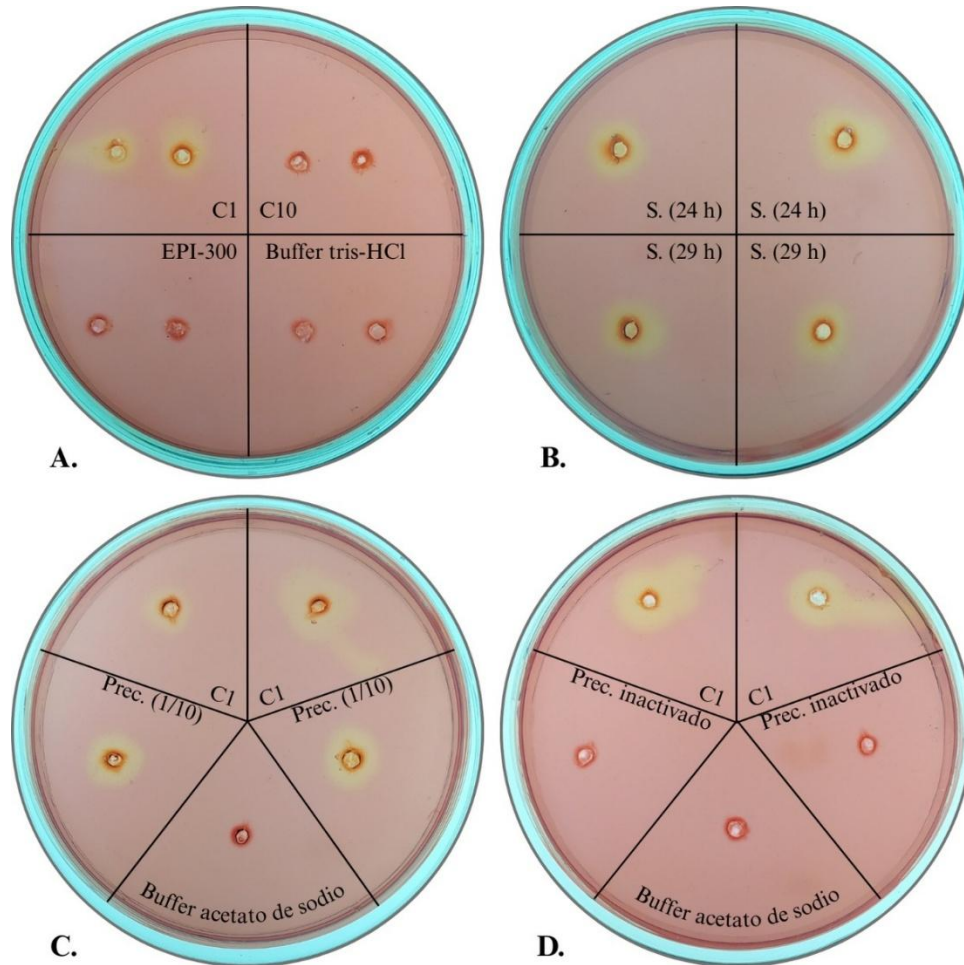 C1
C10
EPI-300
Buffer tris-HCl
A.
S. (24 h)
S. (24 h)
S. (29 h)
S. (29 h)
B.
C1
C1
Prec. (1/10)
Prec. (1/10)
Buffer acetato de sodio
C.
C1
C1
Prec. inactivado
Prec. inactivado
Buffer acetato de sodio
D.